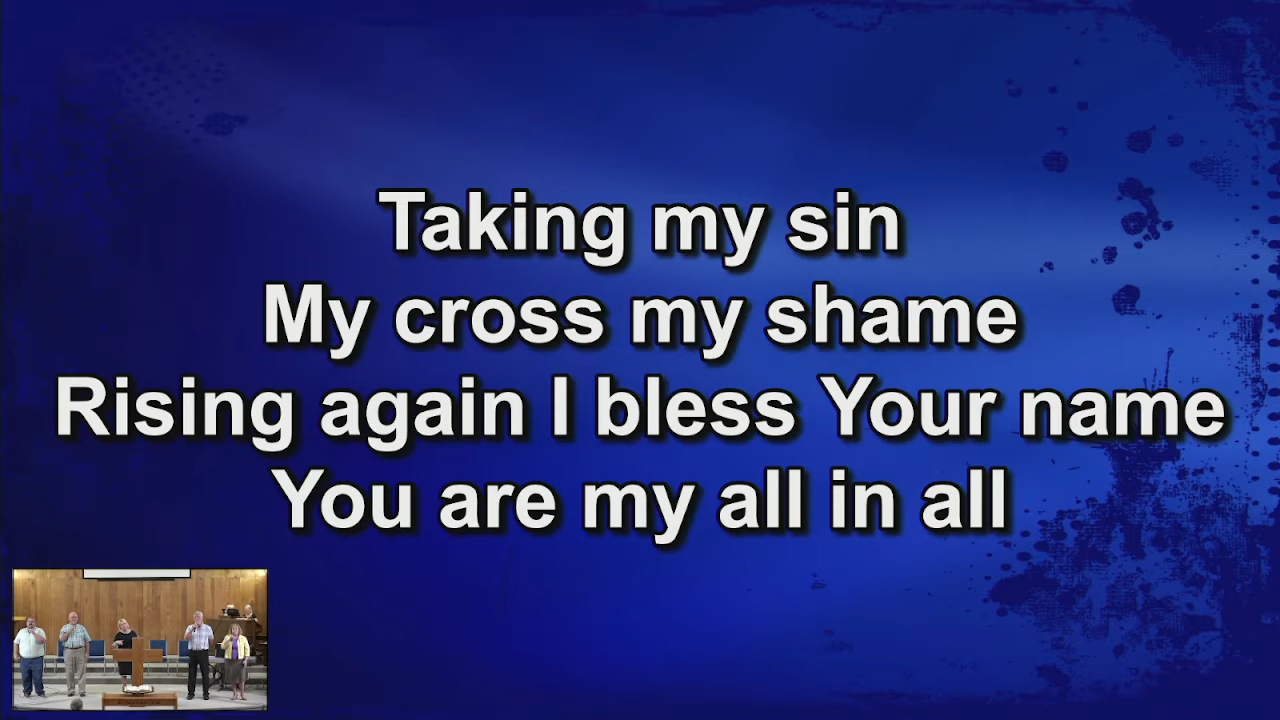 Taking my sin
My cross my shame
Rising again I bless Your name
You are my all in all